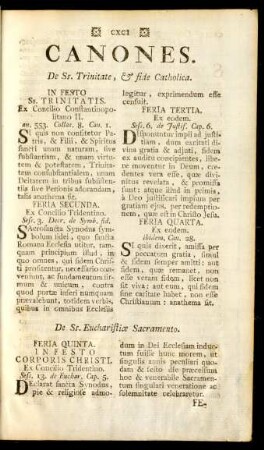 CXCI
CANONES.
De Ss. Trinitate, & fide Catholica.
IN FESTO
Ss. TRINITATIS.
Ex Concilio Constantinopolitano
II.
an. 553. Collat. 8. Can. 1.
Si quis non confitetur Patris,
& Filii, & Spiritus
sancti unam naturam, sive
substantiam, & unam virtutem
& potestatem, Trinitatem
consubstantialem, unam
Deitatem in tribus subsistentiis
sive Personis adorandam,
talis anathema sit.
FERIA SECUNDA.
Ex Concilio Tridentino.
Sess. 3. Decr. de Symb. fid.
Sacrosancta Synodus symbolum
fidei, quo sancta
Romana Ecclesia utitur, tamquam
principium illud, in
quo omnes, qui fidem Christi
profitentur, necessario conveniunt,
ac fundamentum firmum
& unicum, contra
quod portæ inferi numquam
prævalebunt, totidem verbis,
quibus in omnibus Ecclesiis
legitur, exprimendum esse
censuit.
FERIA TERTIA.
Ex eodem.
Sess. 6. de Justif. Cap. 6.
Disponuntur impii ad justitiam,
dum excitati divina
gratia & adjuti, fidem
ex auditu concipientes, libere
moventur in Deum, credentes
vera esse, quæ divinitus
revelata & promissa
sunt: atque illud in primis,
a Deo justificari impium per
gratiam ejus, per redemptionem,
quæ est in Christo Jesu.
FERIA QUARTA.
Ex eodem.
ibidem, Can. 28.
Si quis dixerit, amissa per
peccatum gratia, simul
& fidem semper amitti: aut
fidem, quæ remanet, non
esse veram fidem, licet non
sit viva; aut eum, qui fidem
sine caritate habet, non esse
Christianum: anathema sit.
De Ss. Eucharistiæ Sacramento.
FERIA QUINTA.
IN FESTO
CORPORIS CHRISTI.
Ex Concilio Tridentino.
Sess. 13. de Euchar. Cap. 5.
Declarat sancta Synodus,
pie & religiose admodum
in Dei Ecclesiam inductum
fuisse hunc morem, ut
singulis annis peculiari quodam
& festo die præcelsum
hoc & venerabile Sacramentum
singulari veneratione ac
solemnitate celebraretur.
FE-